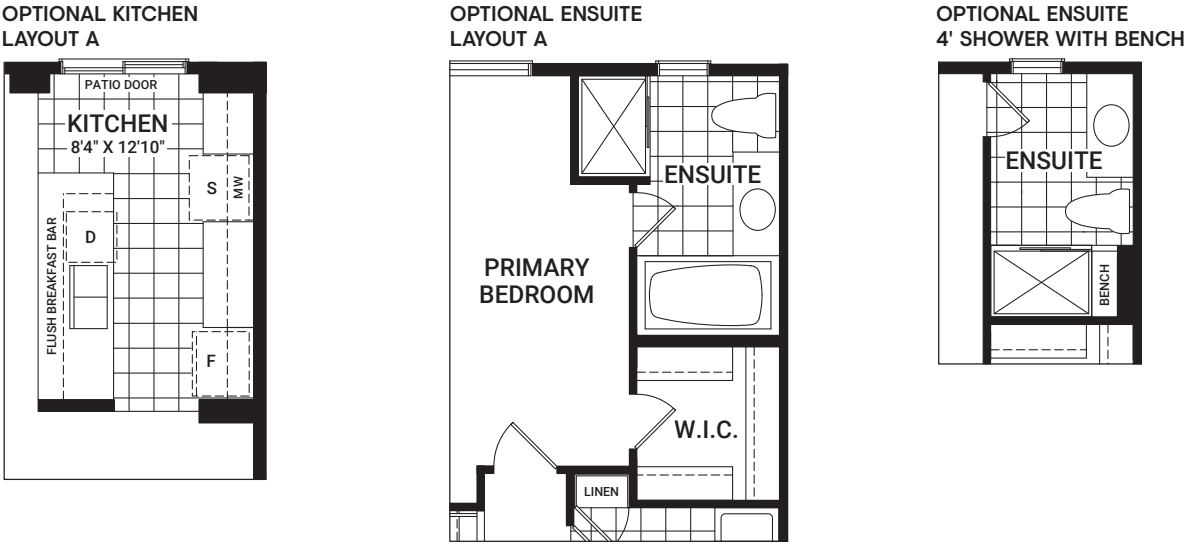 OPTIONAL KITCHEN
LAYOUT A
PATIO DOOR
KITCHEN
8'4" X 12'10"
S
MW
D
FLUSH BREAKFAST BAR
F
OPTIONAL ENSUITE
LAYOUT A
ENSUITE
PRIMARY
BEDROOM
W.I.C.
LINEN
OPTIONAL ENSUITE
4' SHOWER WITH BENCH
ENSUITE
BENCH